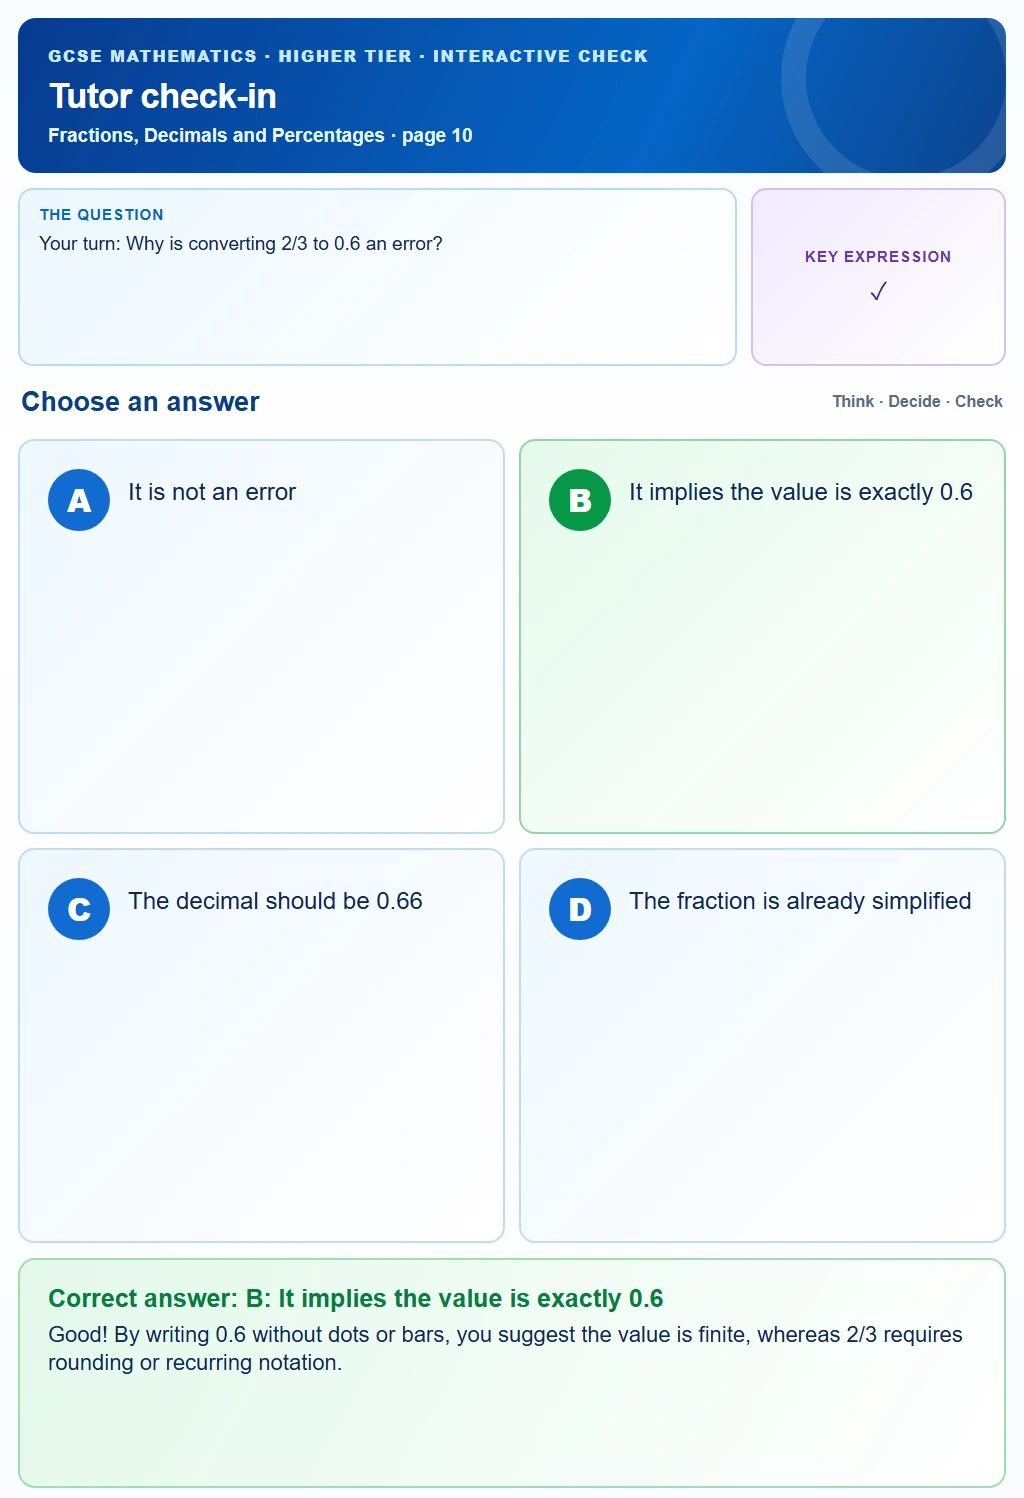 GCSE MATHEMATICS · HIGHER TIER · INTERACTIVE CHECK
Tutor check-in
Fractions, Decimals and Percentages · page 10
THE QUESTION
Your turn: Why is converting 2/3 to 0.6 an error?
KEY EXPRESSION
✓
Choose an answer
Think · Decide · Check
A It is not an error
B It implies the value is exactly 0.6
C The decimal should be 0.66
D The fraction is already simplified
Correct answer: B: It implies the value is exactly 0.6
Good! By writing 0.6 without dots or bars, you suggest the value is finite, whereas 2/3 requires
rounding or recurring notation.